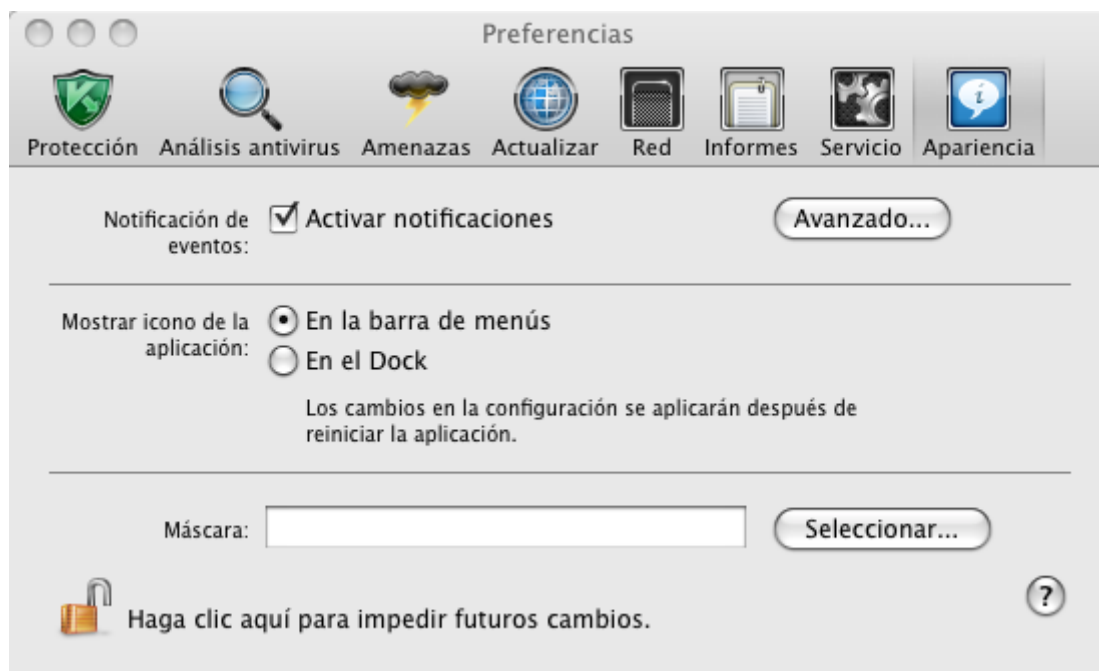 Preferencias
Protección Análisis antivirus Amenazas Actualizar Red Informes Servicio Apariencia
Notificación de eventos: Activar notificaciones Avanzado...
Mostrar icono de la aplicación: En la barra de menús
En el Dock
Los cambios en la configuración se aplicarán después de
reiniciar la aplicación.
Máscara: Seleccionar...
Haga clic aquí para impedir futuros cambios. ?